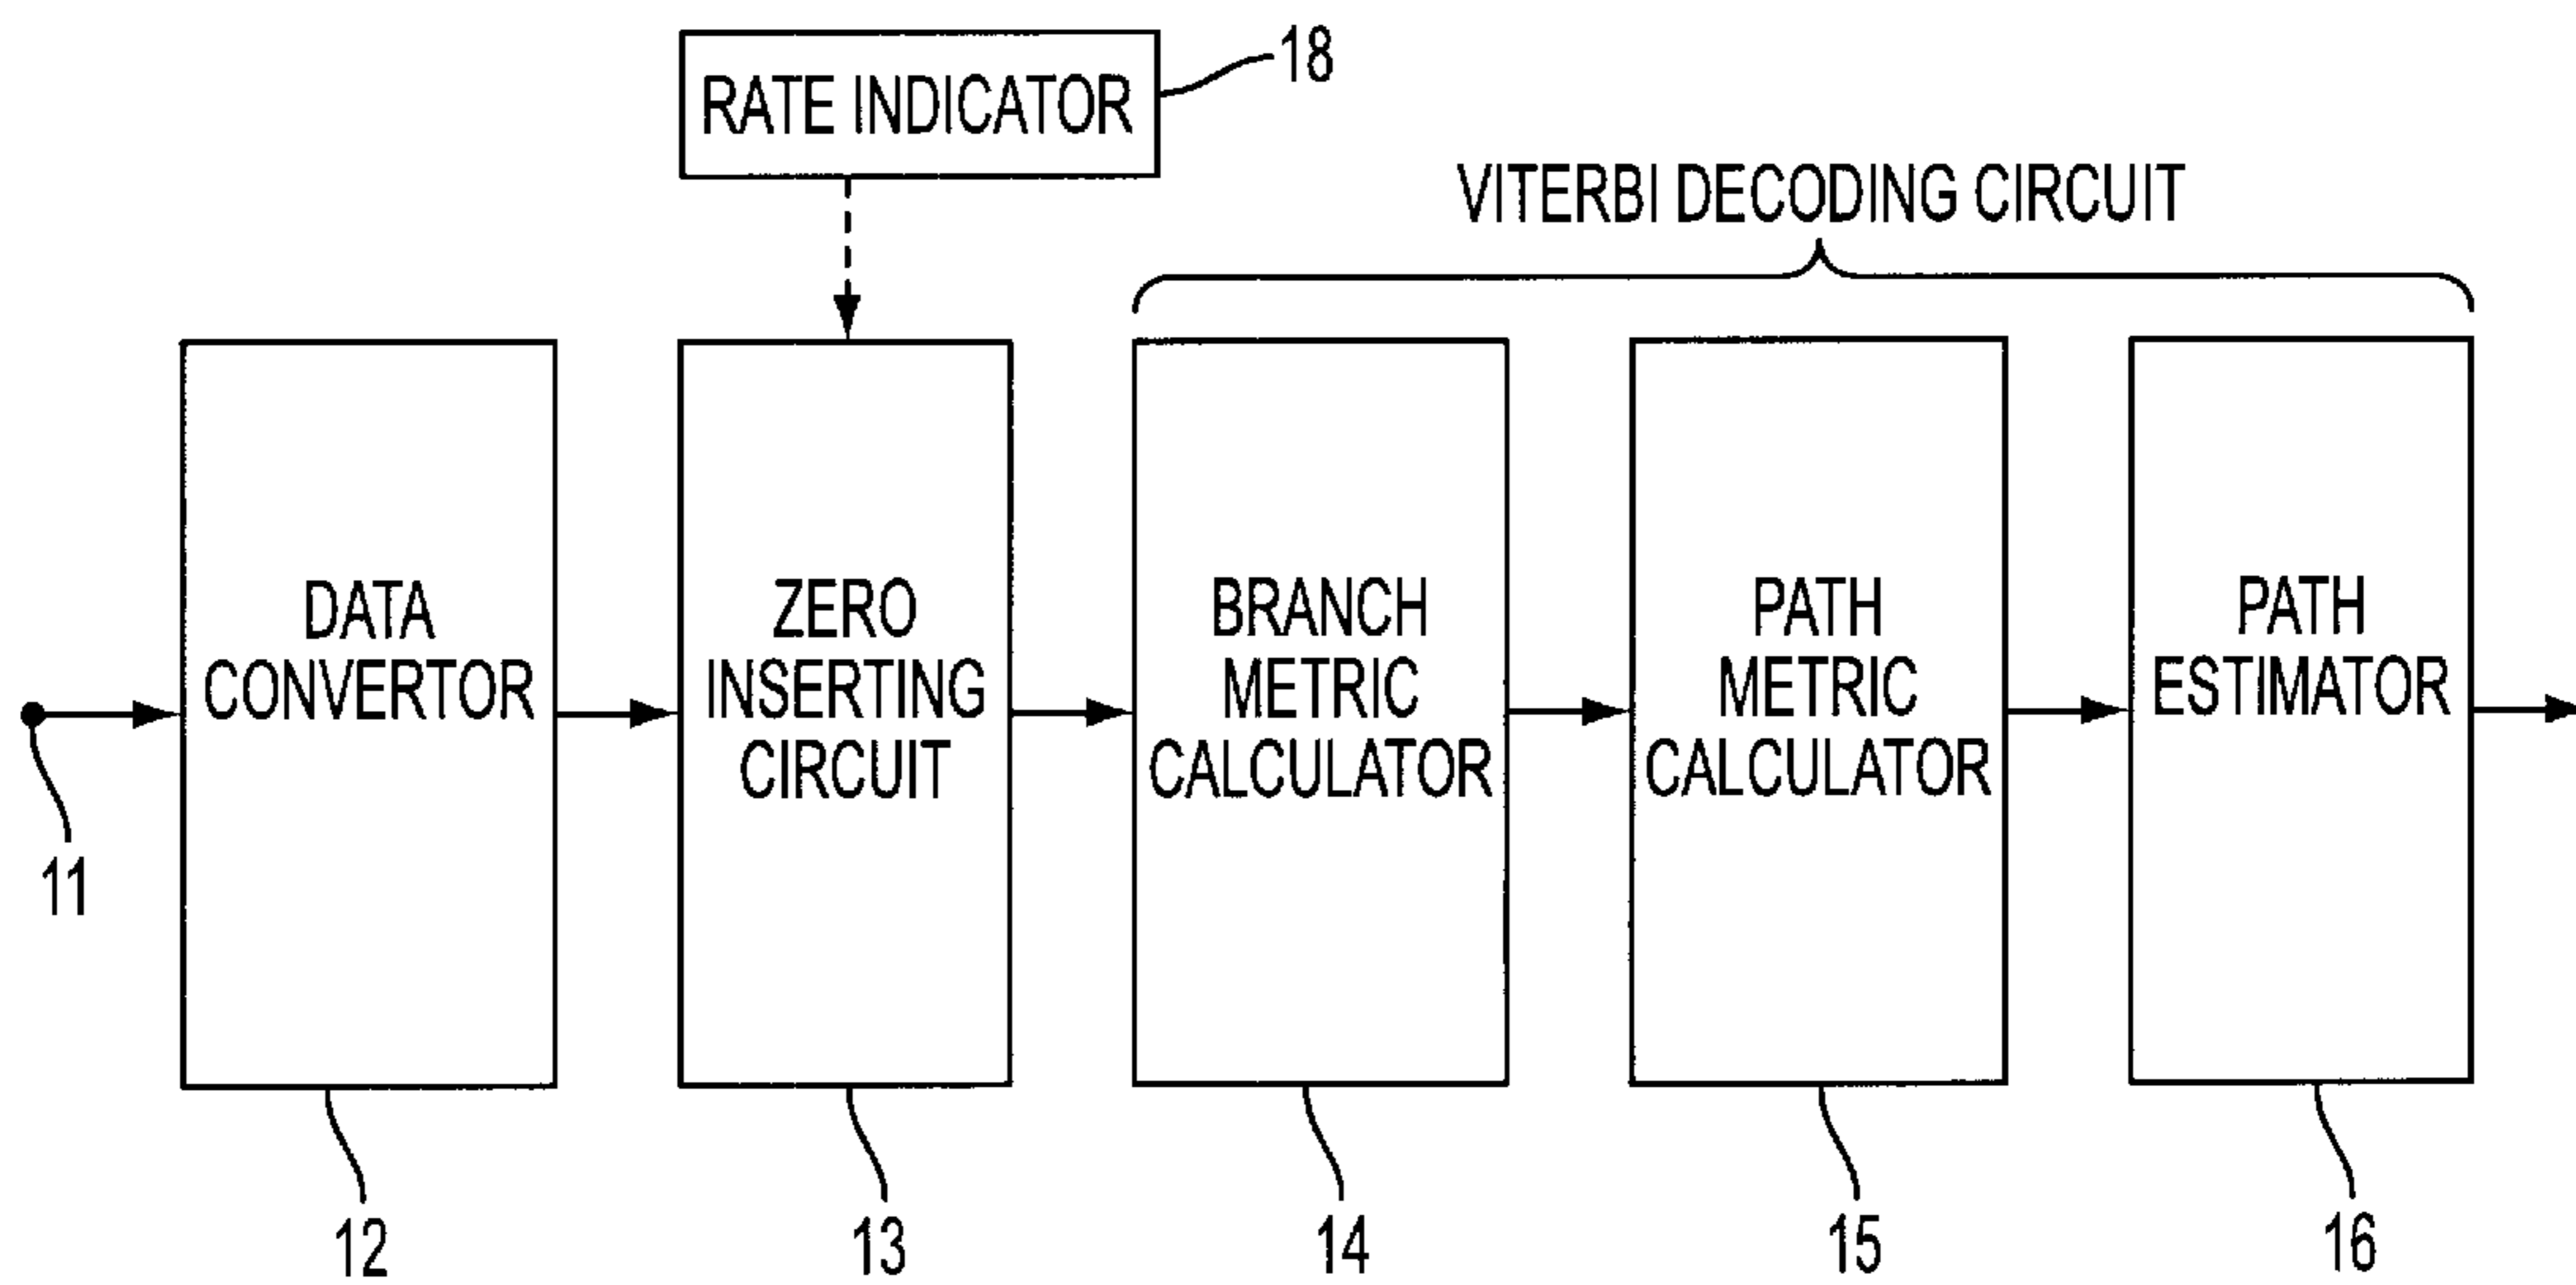 18
RATE INDICATOR
VITERBI DECODING CIRCUIT
DATA
CONVERTOR
ZERO
INSERTING
CIRCUIT
BRANCH
METRIC
CALCULATOR
PATH
METRIC
CALCULATOR
PATH
ESTIMATOR
11
12
13
14
15
16